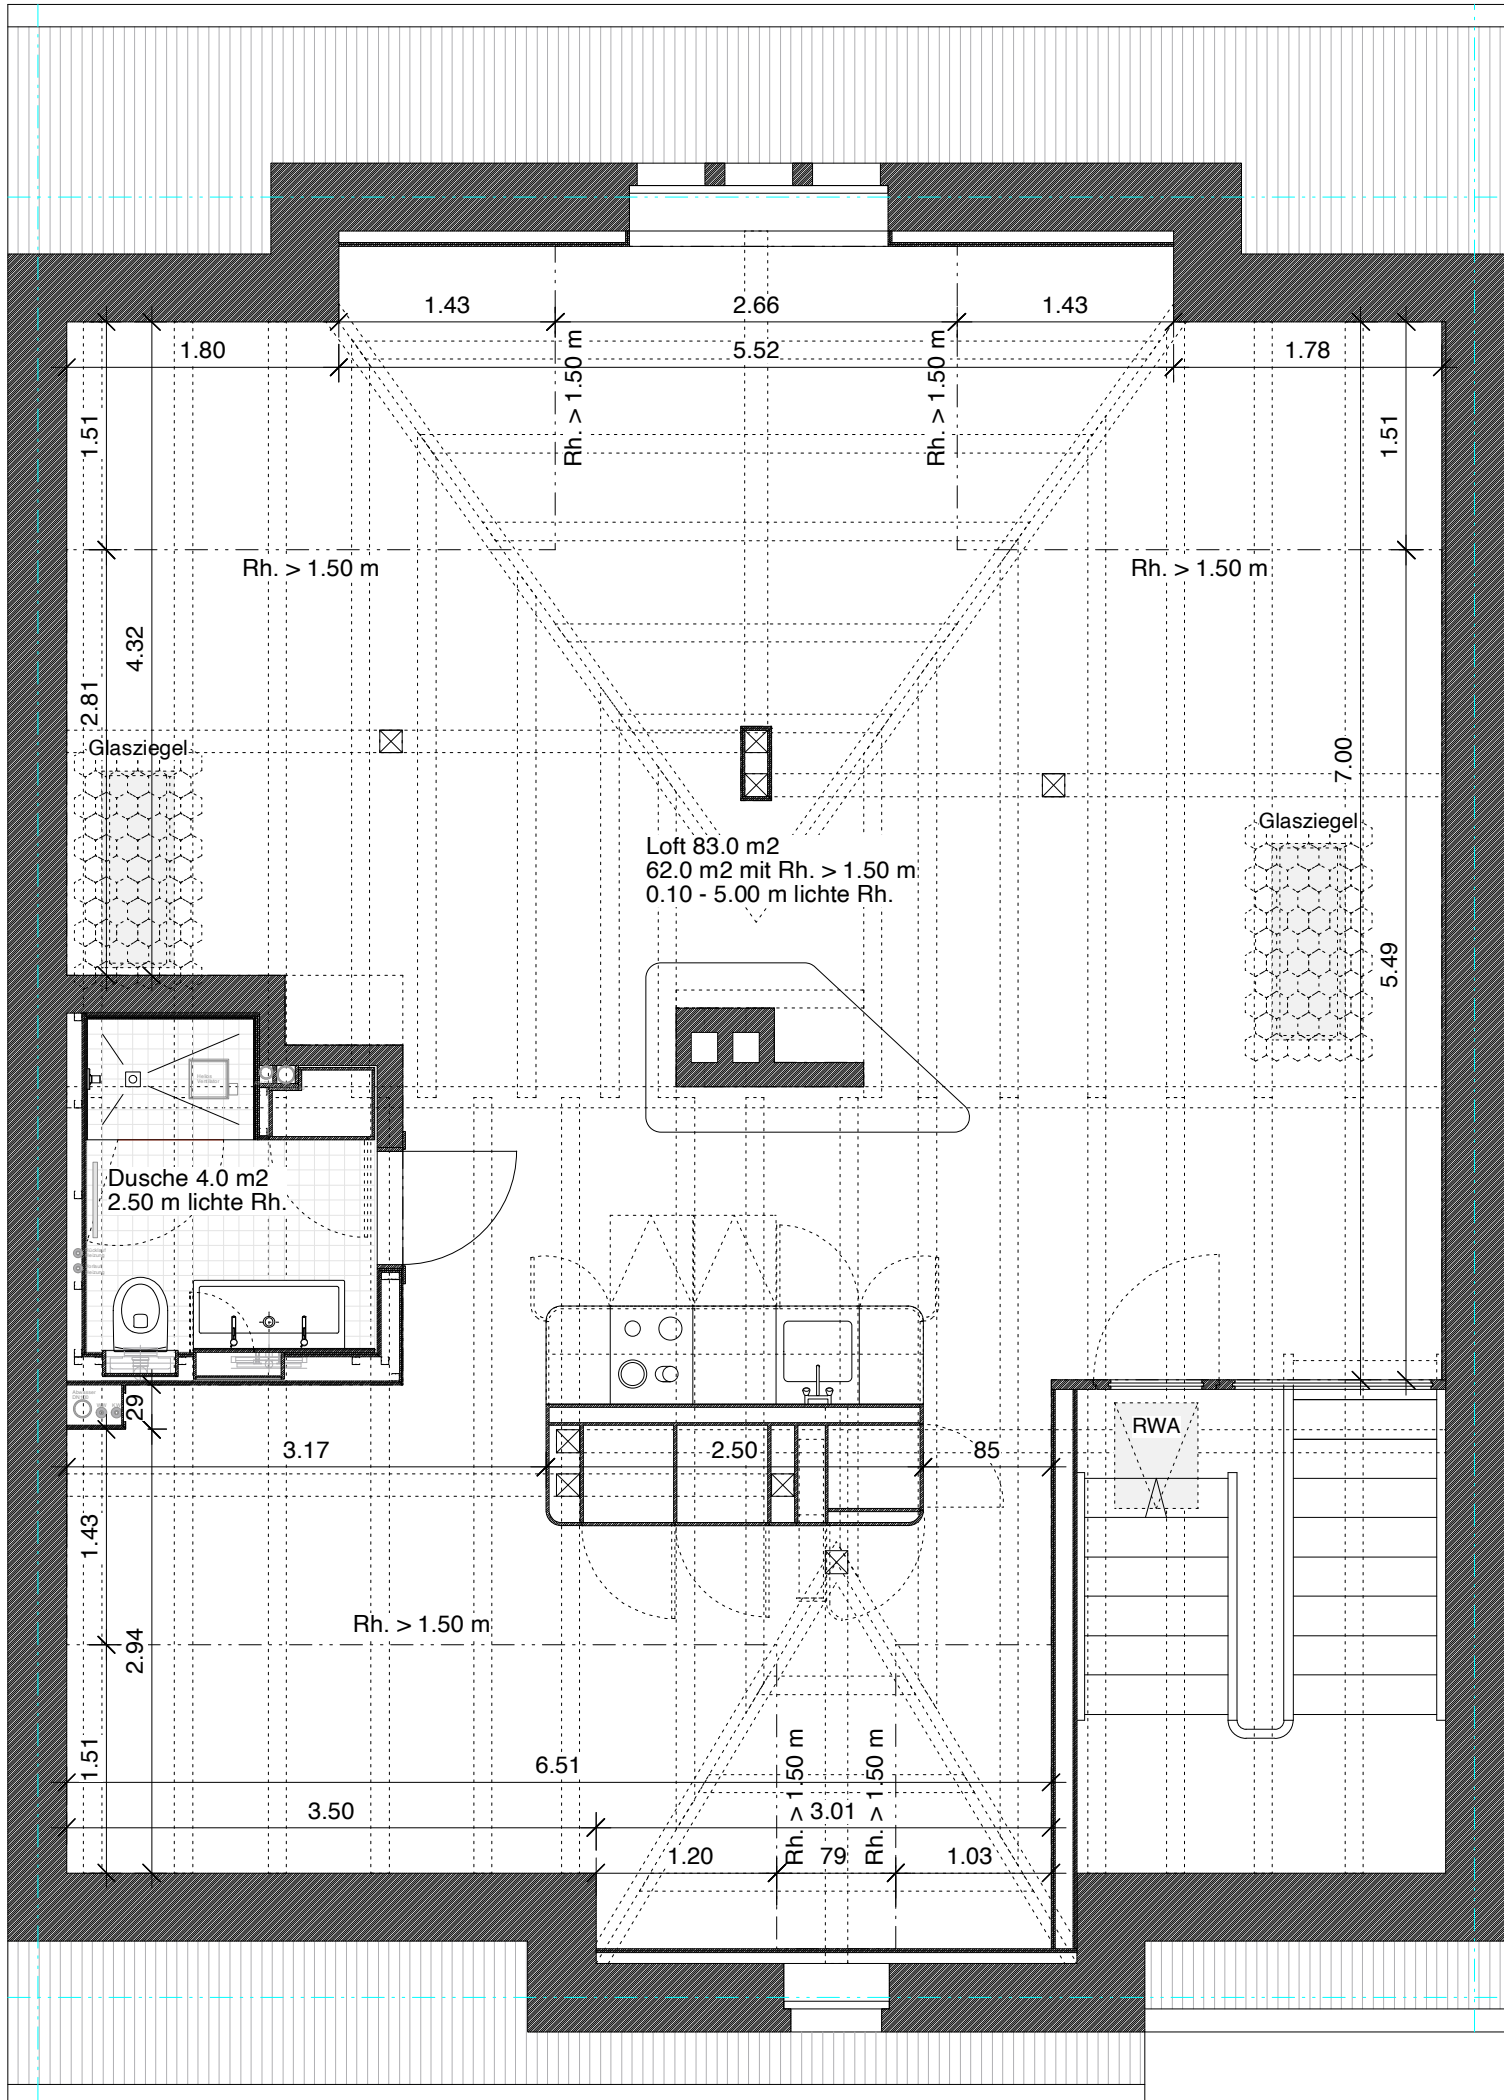 1.43
2.66
1.43
1.80
5.52
1.78
Rh. > 1.50 m
Rh. > 1.50 m
1.51
1.51
Rh. > 1.50 m
Rh. > 1.50 m
4.32
2.81
Glasziegel
7.00
Glasziegel
Loft 83.0 m2
62.0 m2 mit Rh. > 1.50 m
0.10 - 5.00 m lichte Rh.
5.49
Dusche 4.0 m2
2.50 m lichte Rh.
29
RWA
3.17
2.50
85
1.43
Rh. > 1.50 m
2.94
1.51
6.51
Rh. > 1.50 m
Rh. > 1.50 m
3.50
3.01
1.20
79
1.03